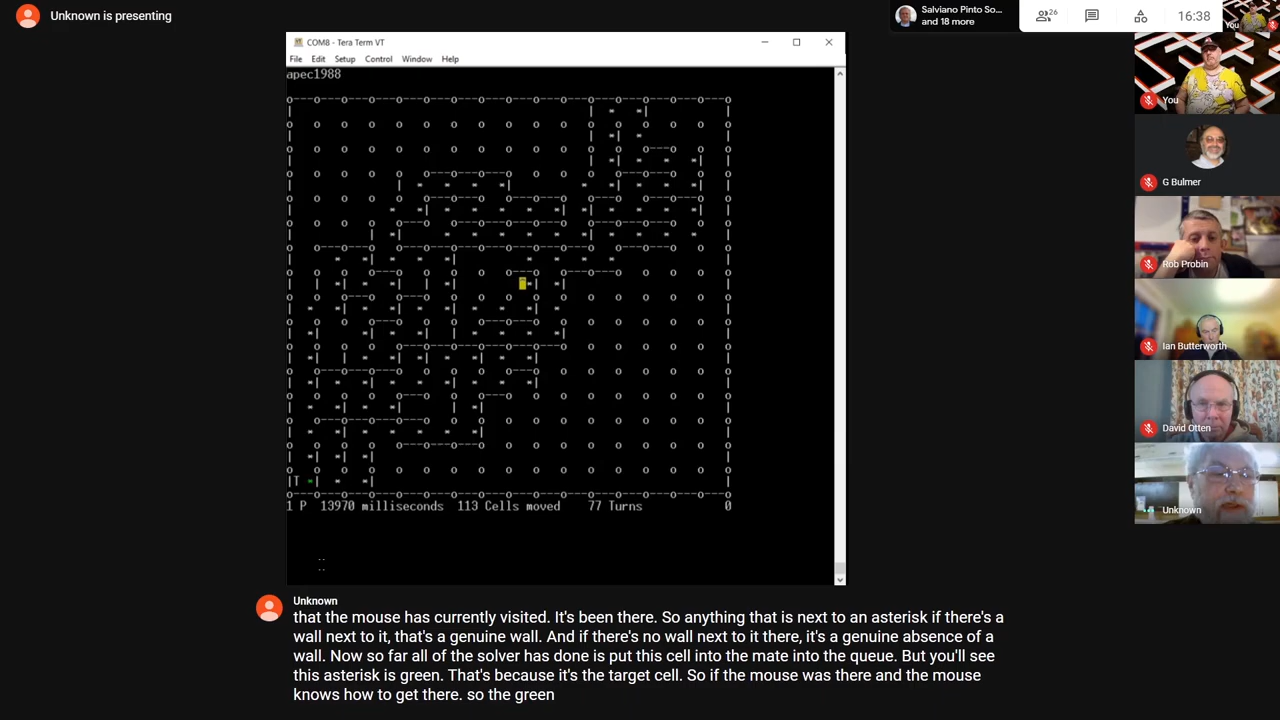 Unknown is presenting
Salviano Pinto So...
and 18 more
26
16:38
You
COM8 - Tera Term VT
File Edit Setup Control Window Help
apec1988
You
G Bulmer
Rob Probin
Ian Butterworth
David Otten
Unknown
T
1 P 13970 milliseconds 113 Cells moved 77 Turns 0
Unknown
that the mouse has currently visited. It's been there. So anything that is next to an asterisk if there's a
wall next to it, that's a genuine wall. And if there's no wall next to it there, it's a genuine absence of a
wall. Now so far all of the solver has done is put this cell into the mate into the queue. But you'll see
this asterisk is green. That's because it's the target cell. So if the mouse was there and the mouse
knows how to get there. so the green